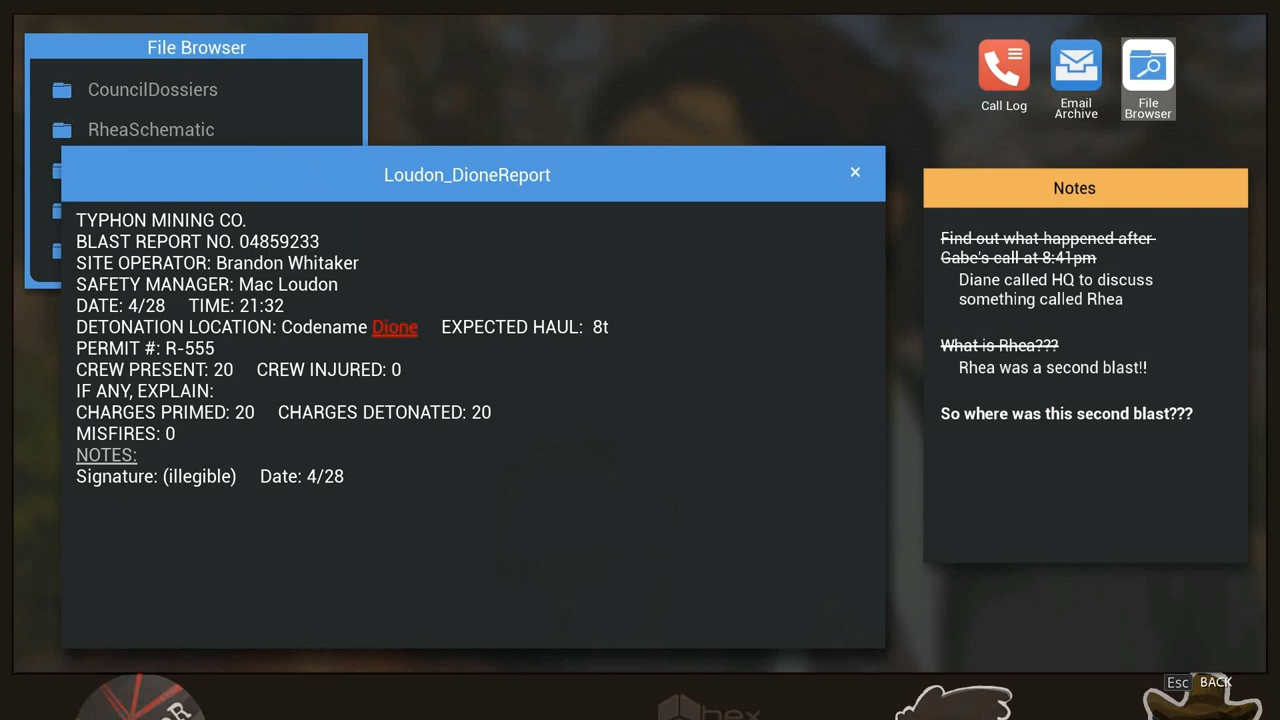 File Browser
CouncilDossiers
RheaSchematic
Call Log
Email
Archive
File
Browser
Loudon_DioneReport
×
TYPHON MINING CO.
BLAST REPORT NO. 04859233
SITE OPERATOR: Brandon Whitaker
SAFETY MANAGER: Mac Loudon
DATE: 4/28 TIME: 21:32
DETONATION LOCATION: Codename Dione EXPECTED HAUL: 8t
PERMIT #: R-555
CREW PRESENT: 20 CREW INJURED: 0
IF ANY, EXPLAIN:
CHARGES PRIMED: 20 CHARGES DETONATED: 20
MISFIRES: 0
NOTES:
Signature: (illegible) Date: 4/28
Notes
Find out what happened after
Gabe's call at 8:41pm
Diane called HQ to discuss
something called Rhea
What is Rhea???
Rhea was a second blast!!
So where was this second blast???
Esc BACK
hex